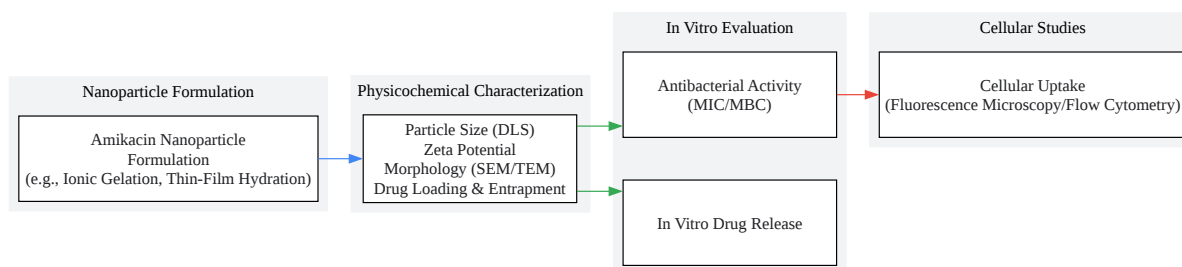 Nanoparticle Formulation
Amikacin Nanoparticle
Formulation
(e.g., Ionic Gelation, Thin-Film Hydration)
Physicochemical Characterization
Particle Size (DLS)
Zeta Potential
Morphology (SEM/TEM)
Drug Loading & Entrapment
In Vitro Evaluation
Antibacterial Activity
(MIC/MBC)
In Vitro Drug Release
Cellular Studies
Cellular Uptake
(Fluorescence Microscopy/Flow Cytometry)